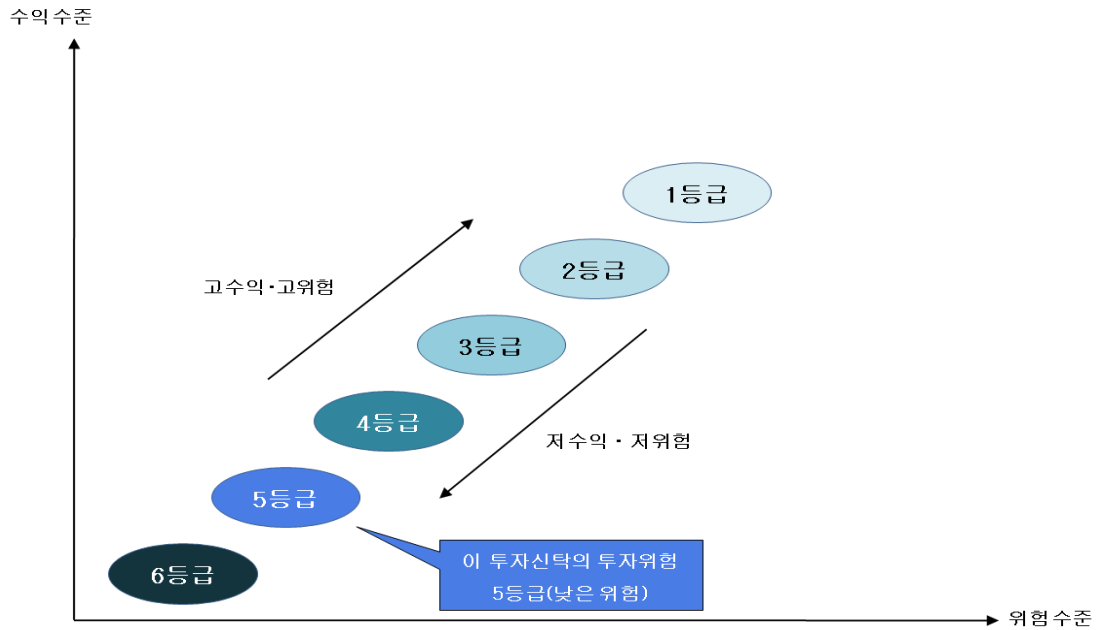 수익수준
1등급
2등급
고수익·고위험
3등급
4등급
저수익· 저위험
5등급
이 투자신탁의 투자위험
5등급(낮은 위험)
6등급
위험수준